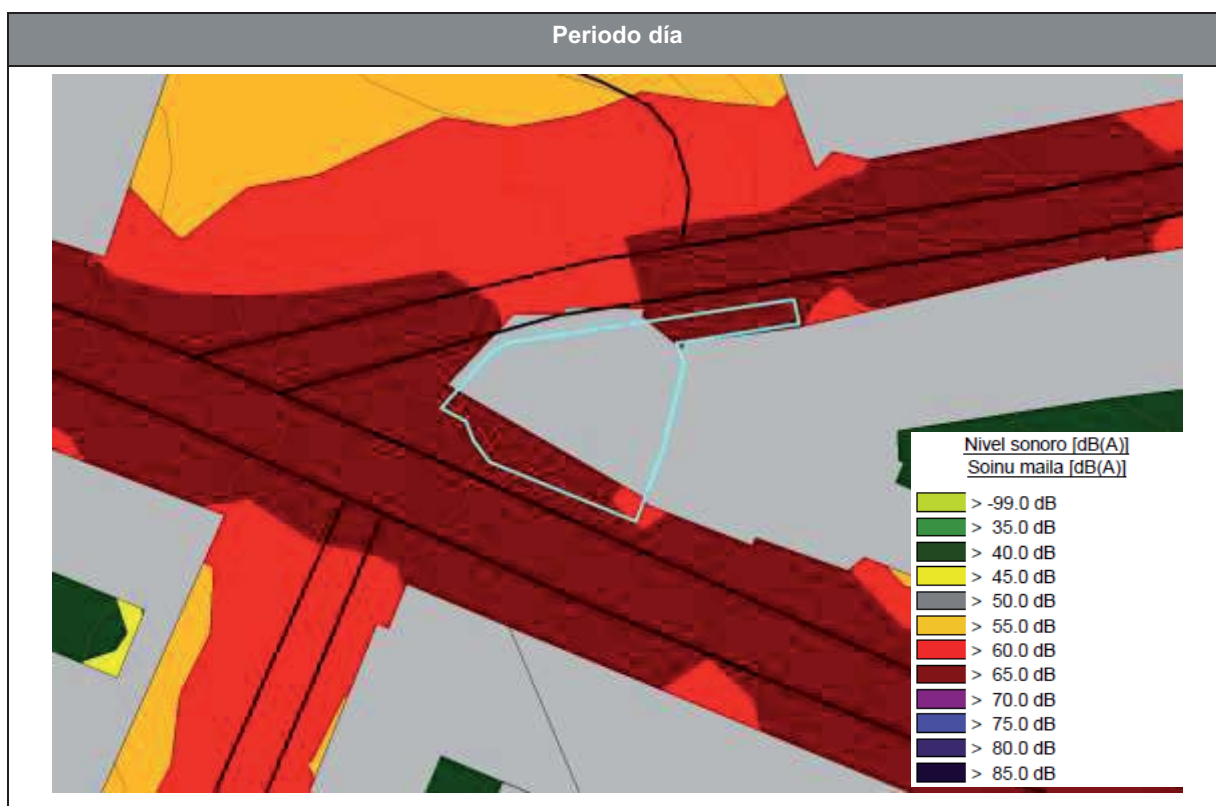 Periodo día
Nivel sonoro [dB(A)]
Soinu maila [dB(A)]
> -99.0 dB
> 35.0 dB
> 40.0 dB
> 45.0 dB
> 50.0 dB
> 55.0 dB
> 60.0 dB
> 65.0 dB
> 70.0 dB
> 75.0 dB
> 80.0 dB
> 85.0 dB